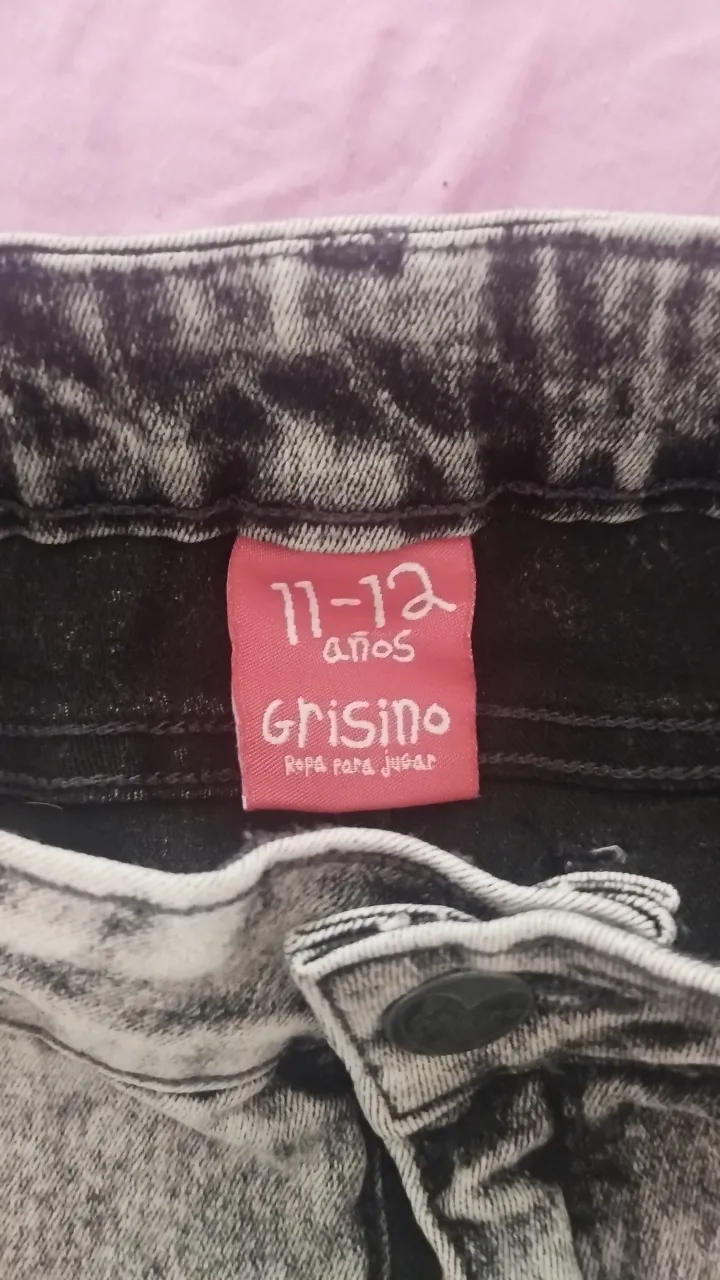 11-12
años
Grisino
Ropa para jugar